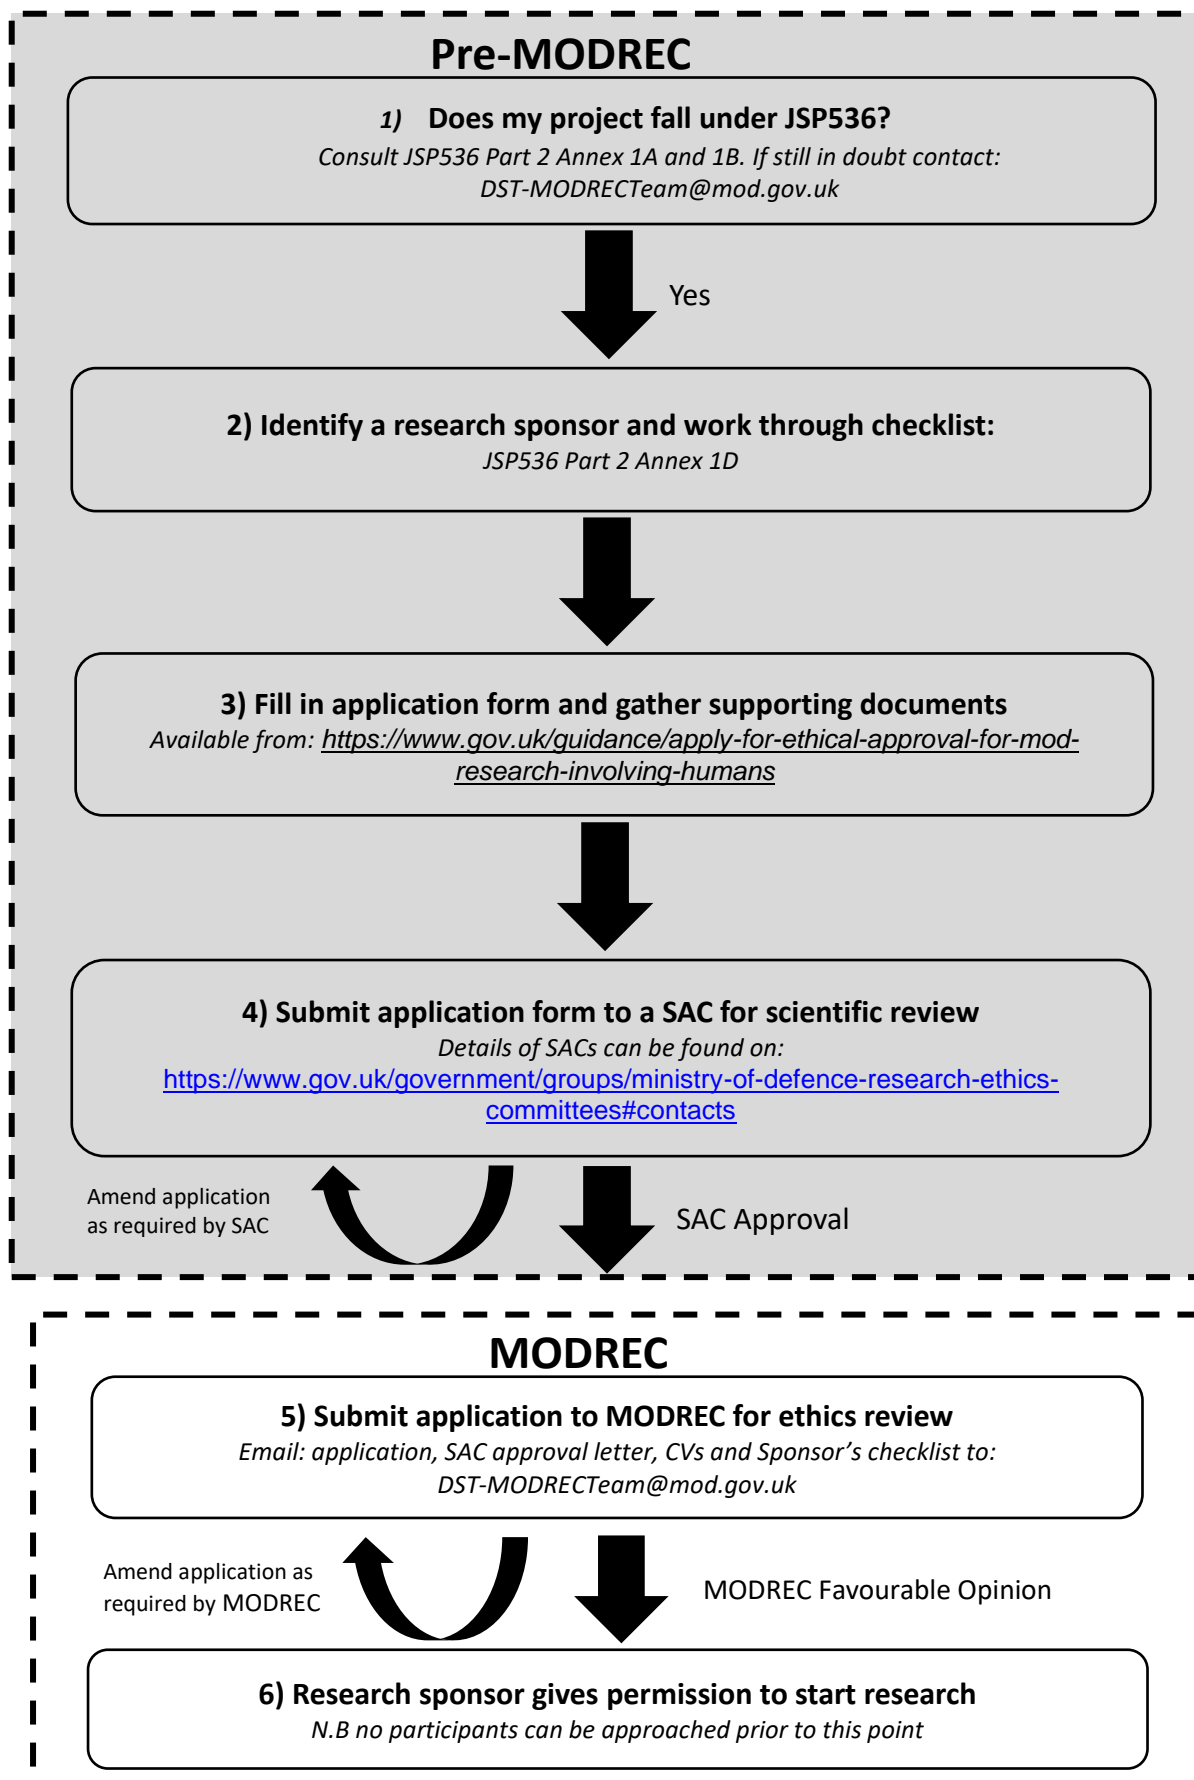 Pre-MODREC
1) Does my project fall under JSP536?
Consult JSP536 Part 2 Annex 1A and 1B. If still in doubt contact:
DST-MODRECTeam@mod.gov.uk
Yes
2) Identify a research sponsor and work through checklist:
JSP536 Part 2 Annex 1D
3) Fill in application form and gather supporting documents
Available from: https://www.gov.uk/guidance/apply-for-ethical-approval-for-mod-
research-involving-humans
4) Submit application form to a SAC for scientific review
Details of SACs can be found on:
https://www.gov.uk/government/groups/ministry-of-defence-research-ethics-
committees#contacts
Amend application
as required by SAC
SAC Approval
MODREC
5) Submit application to MODREC for ethics review
Email: application, SAC approval letter, CVs and Sponsor's checklist to:
DST-MODRECTeam@mod.gov.uk
Amend application as
required by MODREC
MODREC Favourable Opinion
6) Research sponsor gives permission to start research
N.B no participants can be approached prior to this point